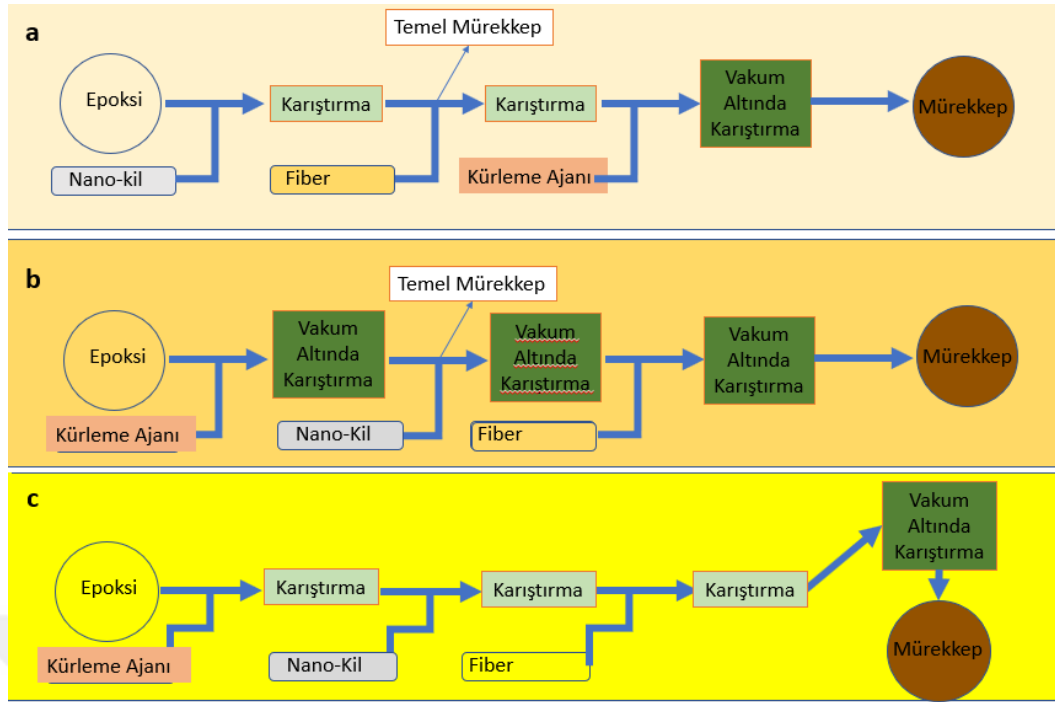 a
Temel Mürekkep
Epoksi
Karıştırma
Karıştırma
Vakum
Altında
Karıştırma
Mürekkep
Nano-kil
Fiber
Kürleme Ajanı
b
Temel Mürekkep
Epoksi
Vakum
Altında
Karıştırma
Vakum
Altında
Karıştırma
Vakum
Altında
Karıştırma
Mürekkep
Kürleme Ajanı
Nano-Kil
Fiber
c
Epoksi
Karıştırma
Karıştırma
Karıştırma
Vakum
Altında
Karıştırma
Kürleme Ajanı
Nano-Kil
Fiber
Mürekkep